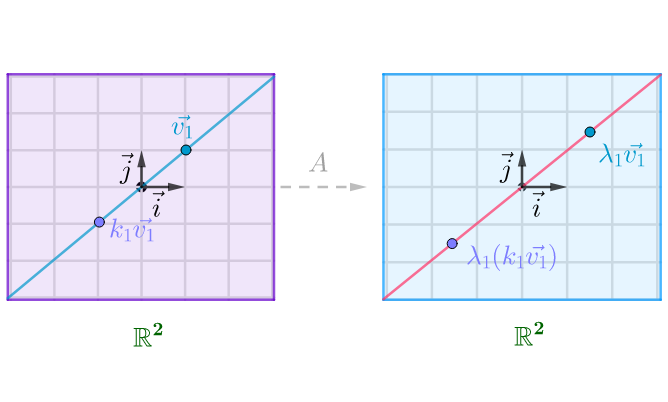 v⃗₁
j⃗
i⃗
k₁v⃗₁
ℝ²
A
λ₁v⃗₁
j⃗
i⃗
λ₁(k₁v⃗₁)
ℝ²